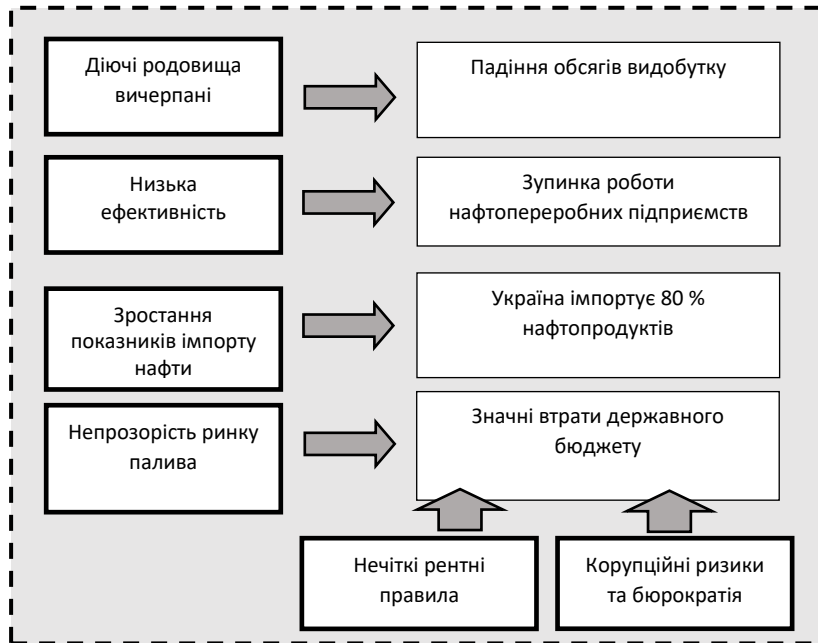 Діючі родовища
вичерпані
Падіння обсягів видобутку
Низька
ефективність
Зупинка роботи
нафтопереробних підприємств
Зростання
показників імпорту
нафти
Україна імпортує 80 %
нафтопродуктів
Непрозорість ринку
палива
Значні втрати державного
бюджету
Нечіткі рентні
правила
Корупційні ризики
та бюрократія